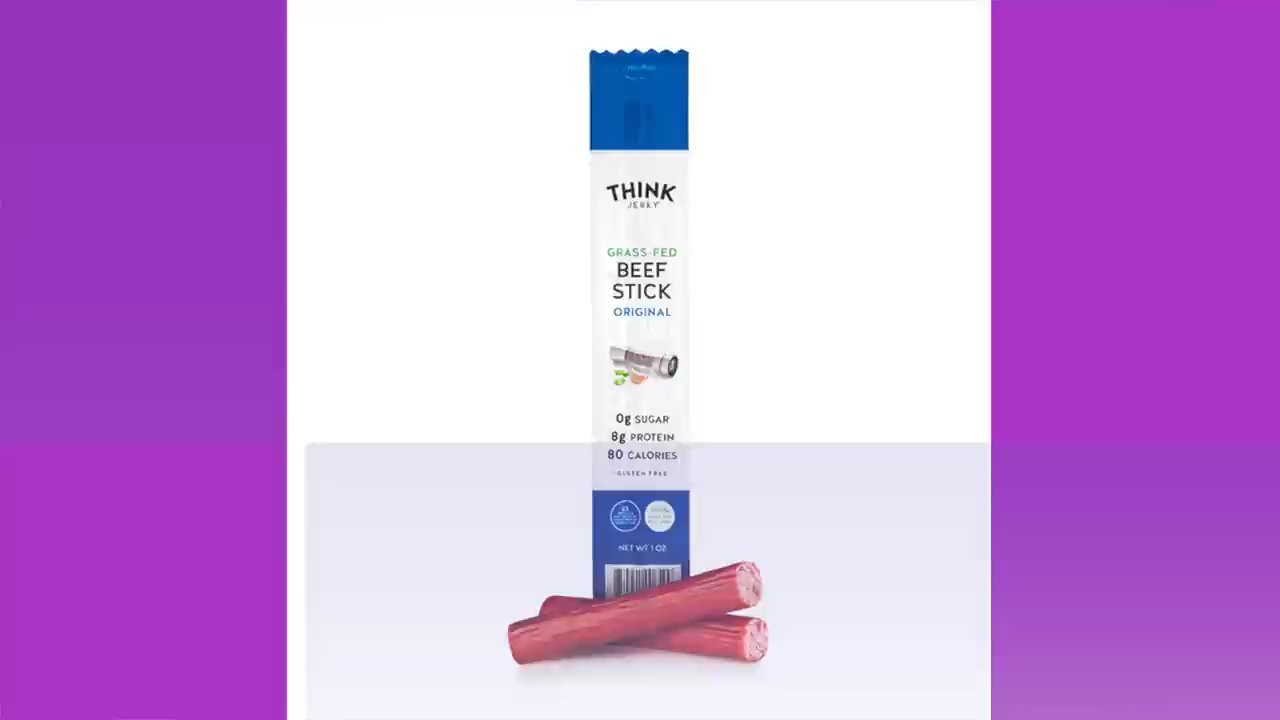 THINK
JERKY
GRASS-FED
BEEF
STICK
ORIGINAL
0g SUGAR
8g PROTEIN
80 CALORIES
GLUTEN FREE
NET WT 1 OZ